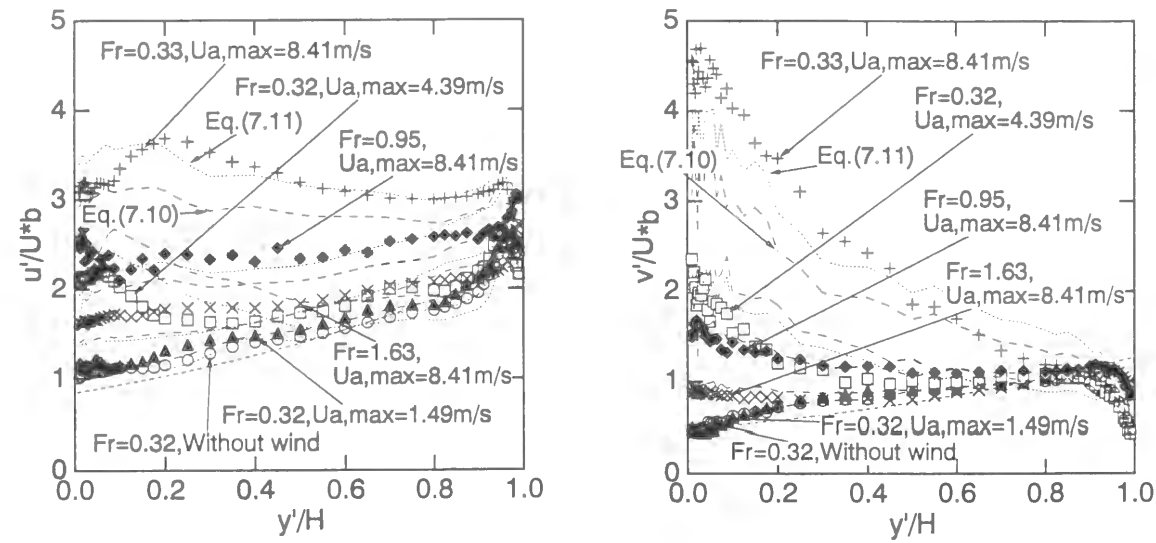 5
4
3
2
1
0
u'/U*b
0.0
0.2
0.4
0.6
0.8
1.0
y'/H
Fr=0.33,Ua,max=8.41m/s
Fr=0.32,Ua,max=4.39m/s
Eq.(7.11)
Fr=0.95,
Ua,max=8.41m/s
Eq.(7.10)
Fr=1.63,
Ua,max=8.41m/s
Fr=0.32,Ua,max=1.49m/s
Fr=0.32,Without wind
5
4
3
2
1
0
v'/U*b
0.0
0.2
0.4
0.6
0.8
1.0
y'/H
Fr=0.33,Ua,max=8.41m/s
Fr=0.32,
Ua,max=4.39m/s
Eq.(7.10)
Eq.(7.11)
Fr=0.95,
Ua,max=8.41m/s
Fr=1.63,
Ua,max=8.41m/s
Fr=0.32,Ua,max=1.49m/s
Fr=0.32,Without wind